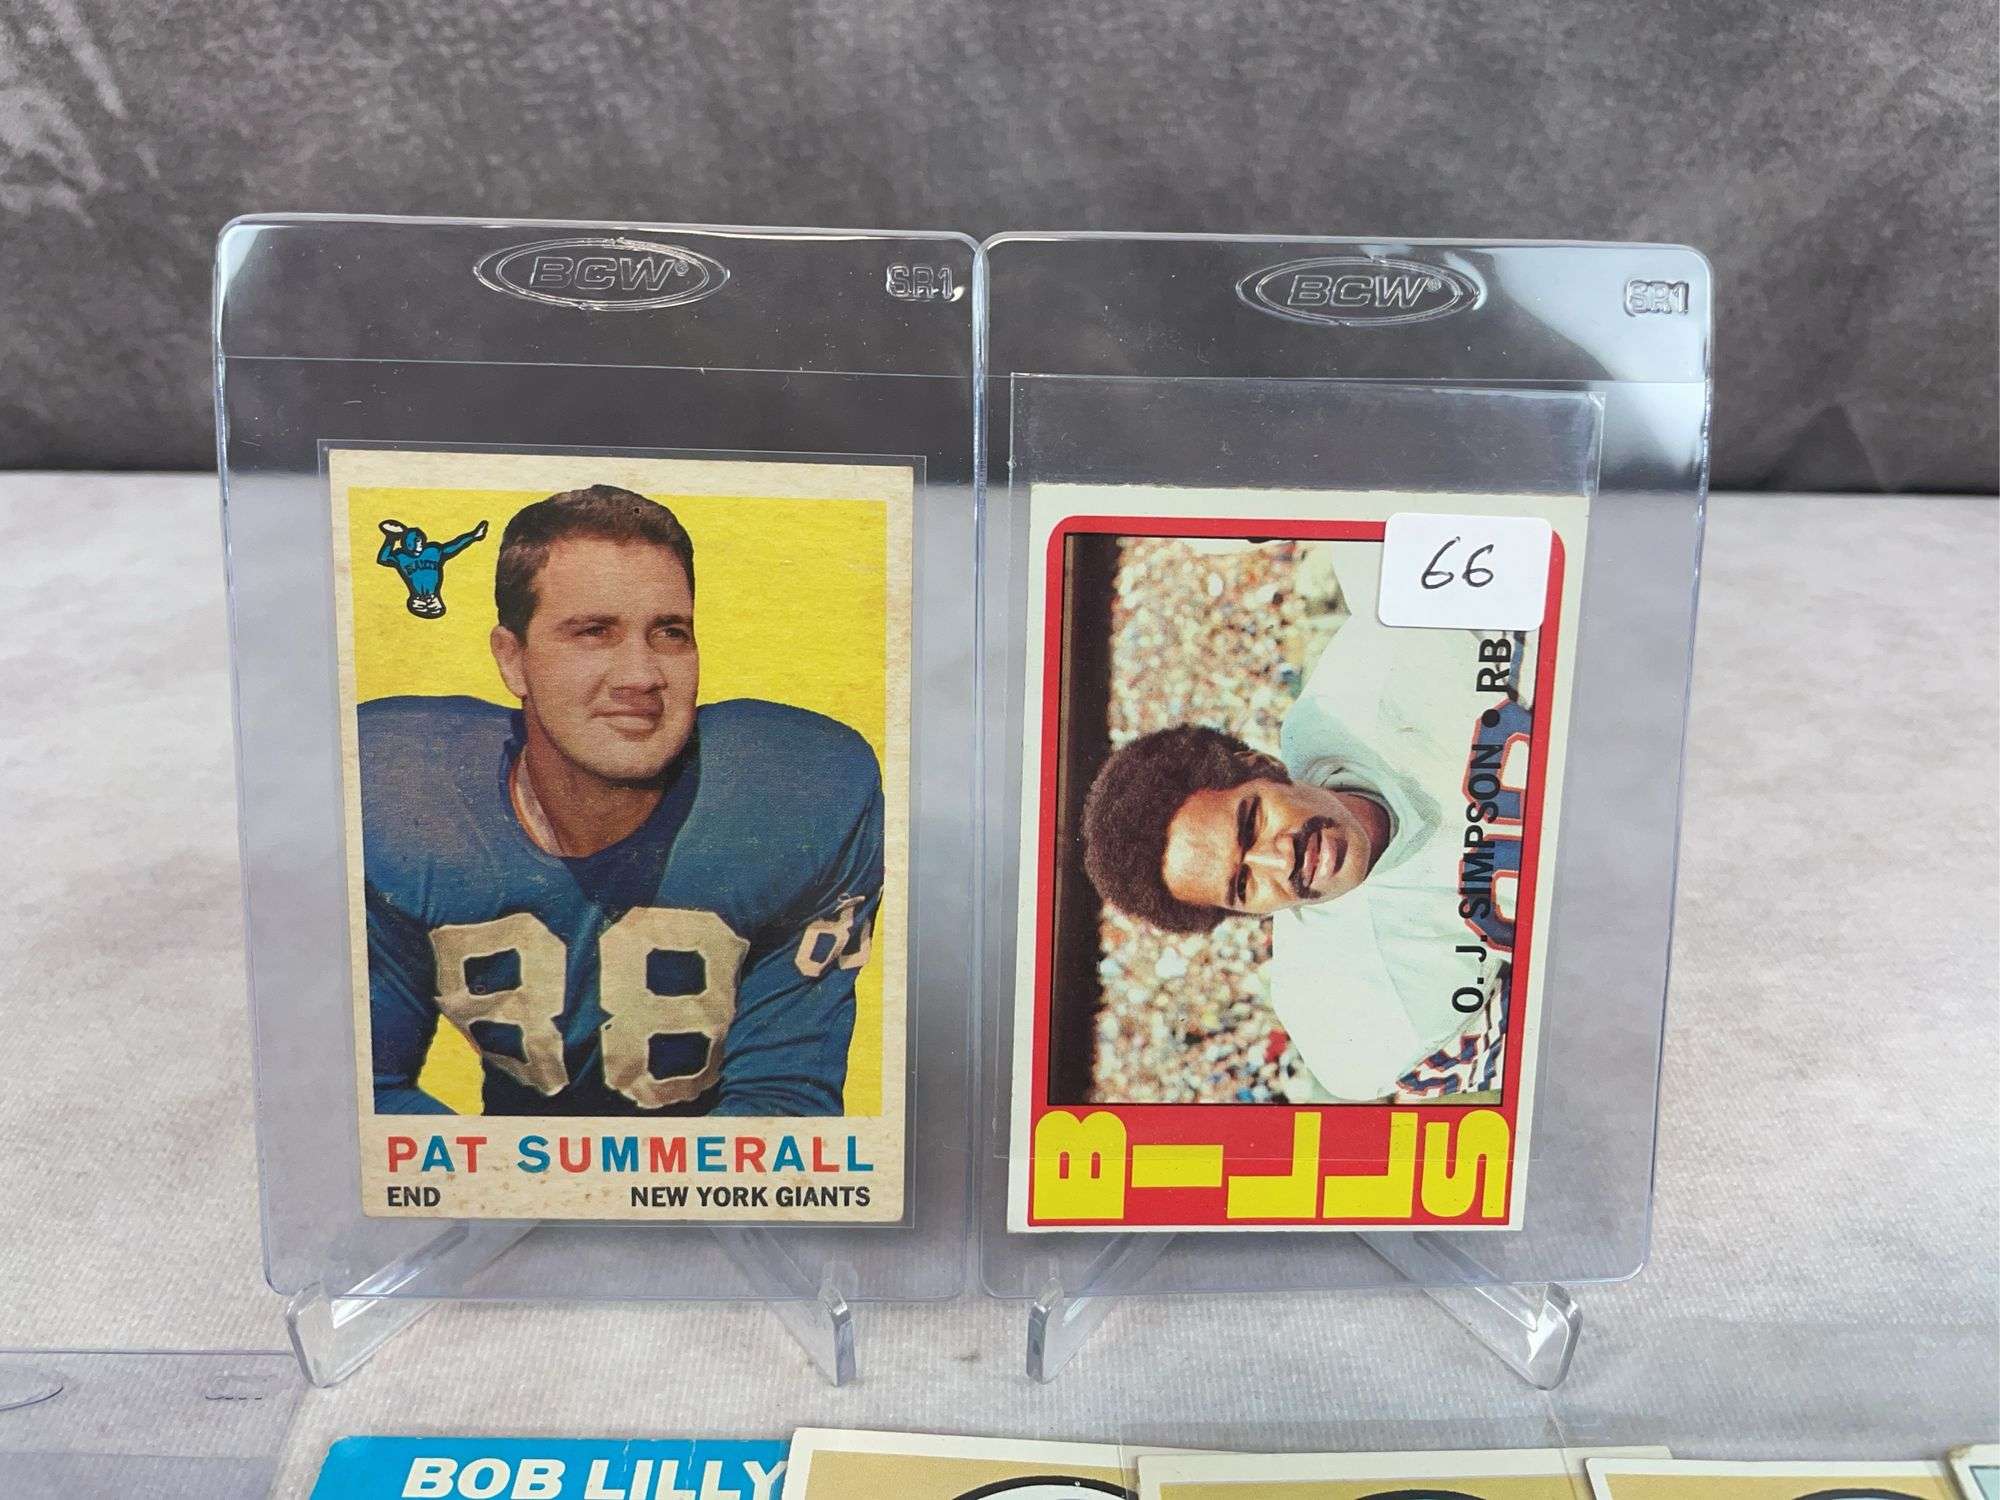 BCW®
SR1
BCW®
SR1
88
PAT SUMMERALL
END
NEW YORK GIANTS
66
O. J. SIMPSON • RB
BILLS
BOB LILLY